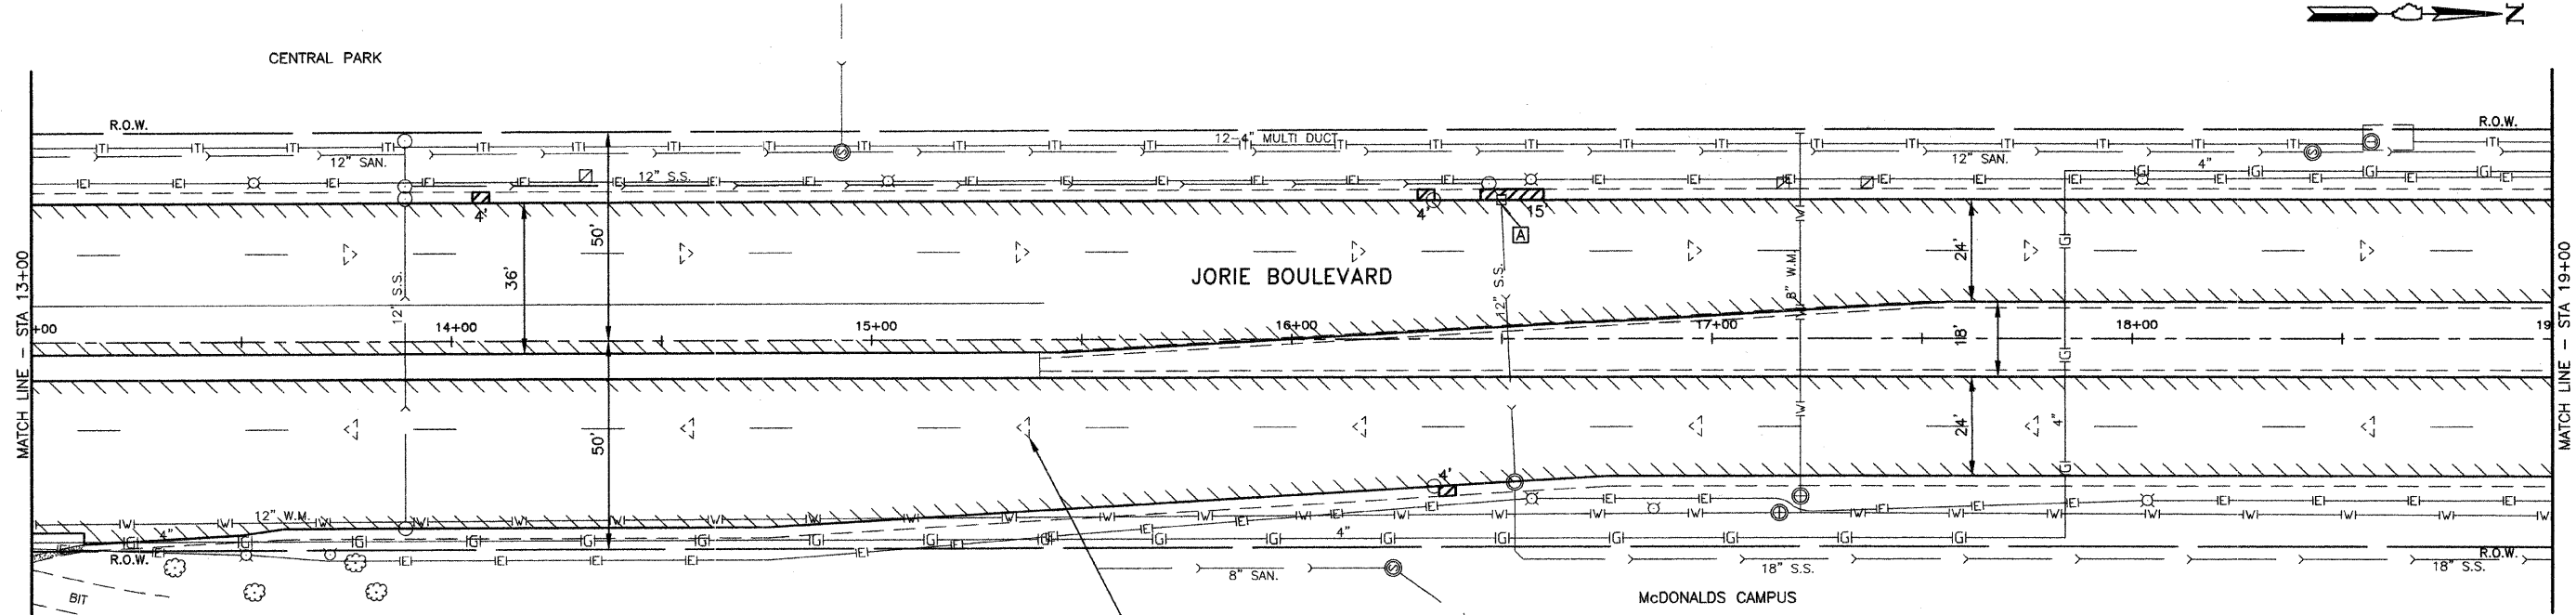 N
CENTRAL PARK
R.O.W.
R.O.W.
12-4" MULTI DUCT
12" SAN.
12" SAN.
4"
12" S.S.
4'
4'
15'
A
50'
36'
24'
12" S.S.
12" S.S.
8" W.M.
JORIE BOULEVARD
MATCH LINE - STA 13+00
MATCH LINE - STA 19+00
+00
14+00
15+00
16+00
17+00
18+00
19
18'
50'
24'
4"
4'
12" W.M.
4"
4"
R.O.W.
R.O.W.
8" SAN.
18" S.S.
18" S.S.
BIT
McDONALDS CAMPUS